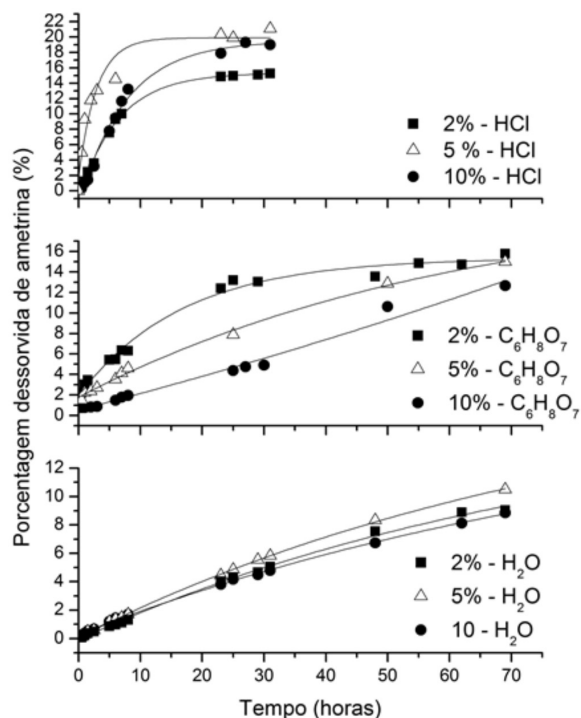 Porcentagem dessorvida de ametrina (%)
22
20
18
16
14
12
10
8
6
4
2
0
2% - HCl
5 % - HCl
10% - HCl
16
14
12
10
8
6
4
2
0
2% - C₆H₈O₇
5% - C₆H₈O₇
10% - C₆H₈O₇
12
10
8
6
4
2
0
2% - H₂O
5% - H₂O
10 - H₂O
0 10 20 30 40 50 60 70
Tempo (horas)